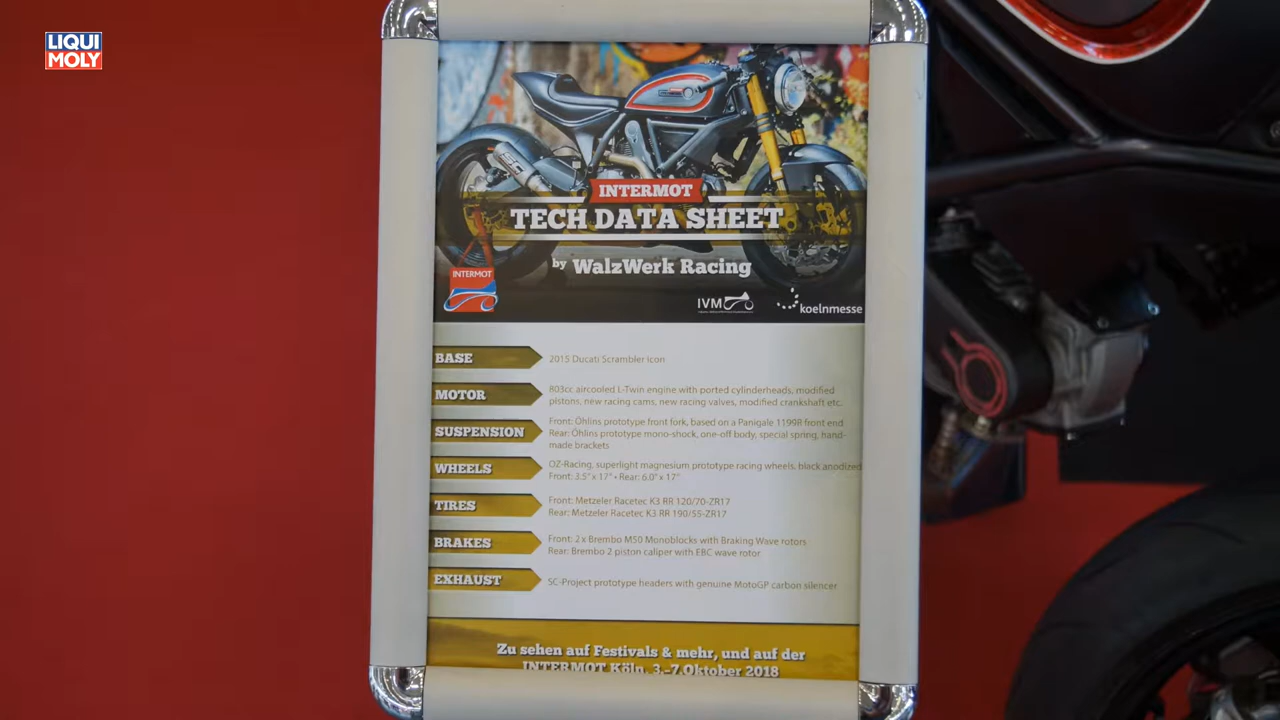 LIQUI
MOLY
INTERMOT
TECH DATA SHEET
by WalzWerk Racing
INTERMOT
IVM
koelnmesse
BASE
2015 Ducati Scrambler Icon
MOTOR
803cc aircooled L-Twin engine with ported cylinderheads, modified
pistons, new racing cams, new racing valves, modified crankshaft etc.
SUSPENSION
Front: Öhlins prototype front fork, based on a Panigale 1199R front end
Rear: Öhlins prototype mono-shock, one-off body, special spring, hand-
made brackets
WHEELS
OZ-Racing, superlight magnesium prototype racing wheels, black anodized
Front: 3.5" x 17" • Rear: 6.0" x 17"
TIRES
Front: Metzeler Racetec K3 RR 120/70-ZR17
Rear: Metzeler Racetec K3 RR 190/55-ZR17
BRAKES
Front: 2 x Brembo M50 Monoblocks with Braking Wave rotors
Rear: Brembo 2 piston caliper with EBC wave rotor
EXHAUST
SC-Project prototype headers with genuine MotoGP carbon silencer
Zu sehen auf Festivals & mehr, und auf der
INTERMOT Köln, 3.-7.Oktober 2018